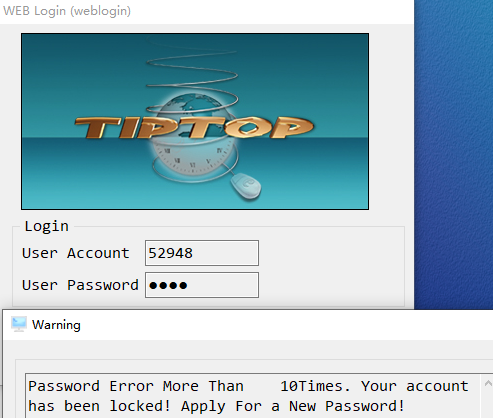 WEB Login (weblogin)
TIPTOP
Login
User Account 52948
User Password ●●●●
Warning
Password Error More Than 10Times. Your account
has been locked! Apply For a New Password!